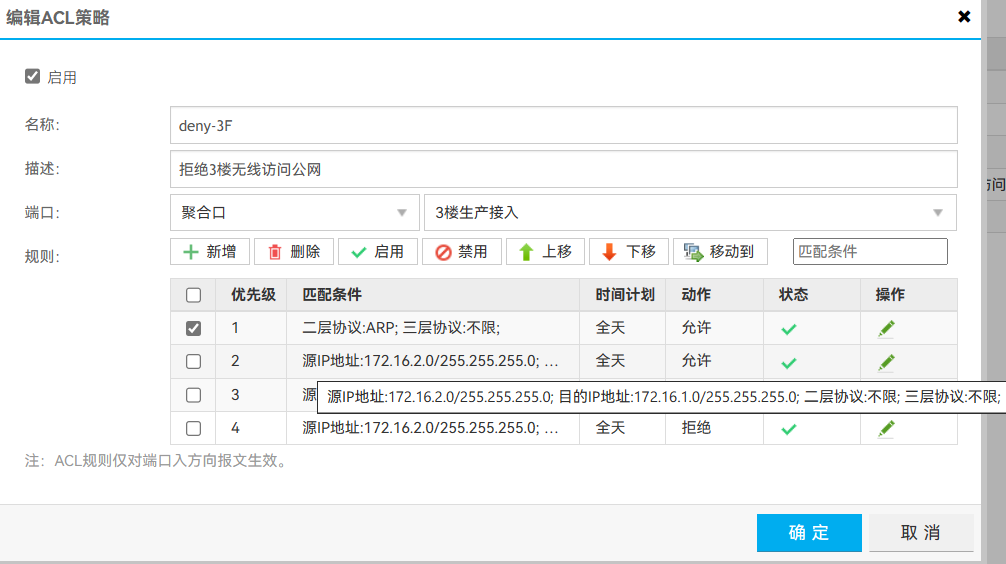 编辑ACL策略
启用
名称: deny-3F
描述: 拒绝3楼无线访问公网
端口: 聚合口 3楼生产接入
访问
规则: 新增 删除 启用 禁用 上移 下移 移动到 匹配条件
优先级 匹配条件 时间计划 动作 状态 操作
1 二层协议:ARP; 三层协议:不限; 全天 允许
2 源IP地址:172.16.2.0/255.255.255.0; ... 全天 允许
3 源
源IP地址:172.16.2.0/255.255.255.0; 目的IP地址:172.16.1.0/255.255.255.0; 二层协议:不限; 三层协议:不限;
4 源IP地址:172.16.2.0/255.255.255.0; ... 全天 拒绝
注: ACL规则仅对端口入方向报文生效。
确定 取消